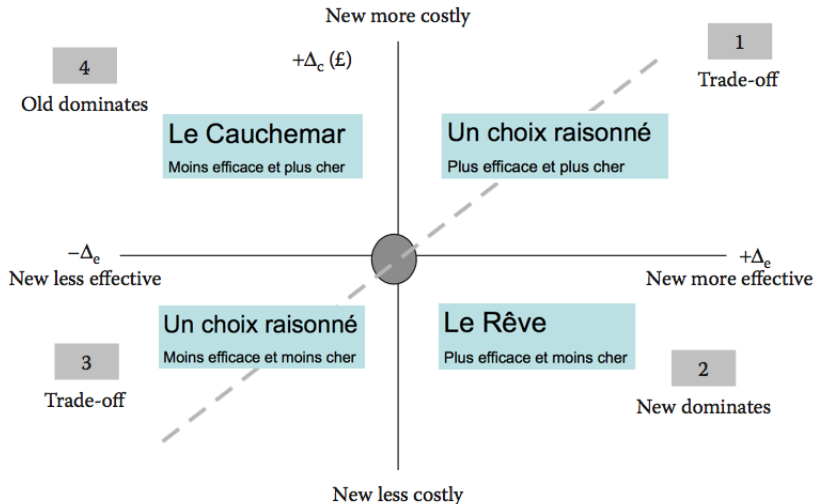 New more costly
+Δc (£)
1
Trade-off
4
Old dominates
Le Cauchemar
Moins efficace et plus cher
Un choix raisonné
Plus efficace et plus cher
−Δe
New less effective
+Δe
New more effective
Un choix raisonné
Moins efficace et moins cher
Le Rêve
Plus efficace et moins cher
3
Trade-off
2
New dominates
New less costly